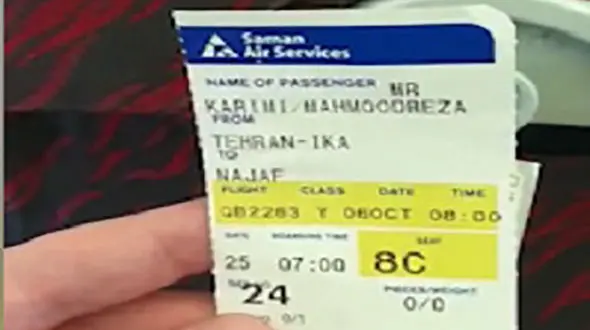 Saman
Air Services
NAME OF PASSENGER MR
KARIMI/MAHMOODREZA
FROM
TEHRAN-IKA
TO
NAJAF
FLIGHT CLASS DATE TIME
QB2283 Y 06OCT 08:00
GATE BOARDING TIME SEAT
25 07:00 8C
PIECES/WEIGHT
24 0/0